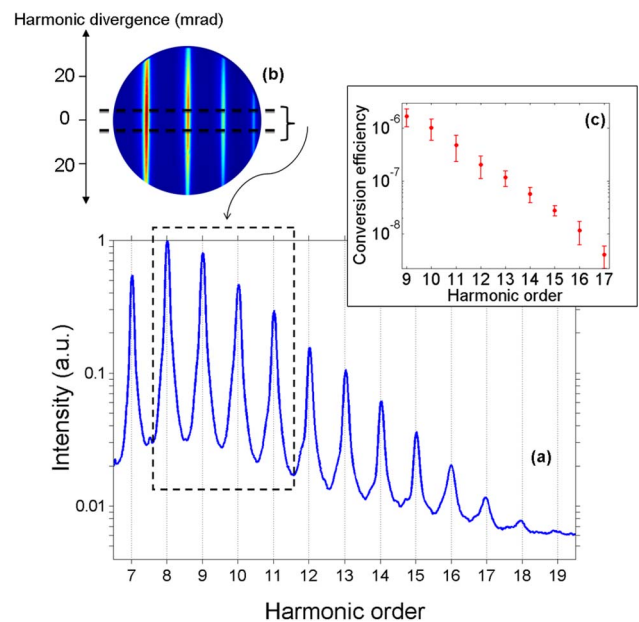 Harmonic divergence (mrad)
20
0
20
(b)
(c)
Conversion efficiency
10⁻⁶
10⁻⁷
10⁻⁸
9 10 11 12 13 14 15 16 17
Harmonic order
Intensity (a.u.)
1
0.1
0.01
(a)
7 8 9 10 11 12 13 14 15 16 17 18 19
Harmonic order